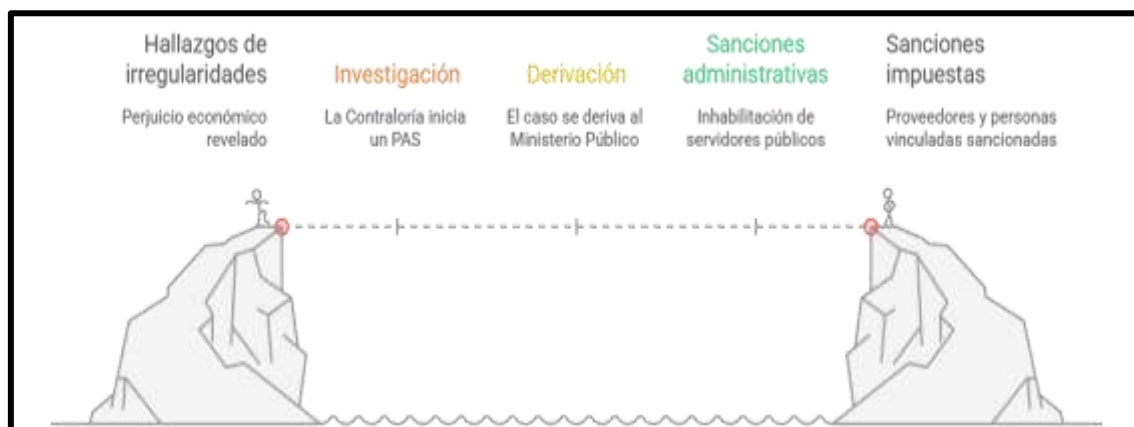 Hallazgos de
irregularidades
Perjuicio económico
revelado
Investigación
La Contraloría inicia
un PAS
Derivación
El caso se deriva al
Ministerio Público
Sanciones
administrativas
Inhabilitación de
servidores públicos
Sanciones
impuestas
Proveedores y personas
vinculadas sancionadas